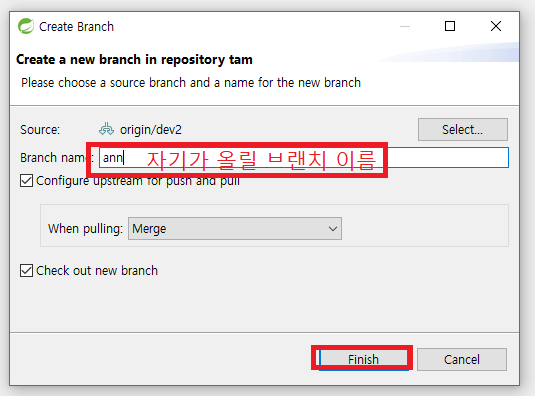 Create Branch
Create a new branch in repository tam
Please choose a source branch and a name for the new branch
Source: origin/dev2 Select...
Branch name: ann 자기가 올릴 브랜치 이름
Configure upstream for push and pull
When pulling: Merge
Check out new branch
Finish Cancel